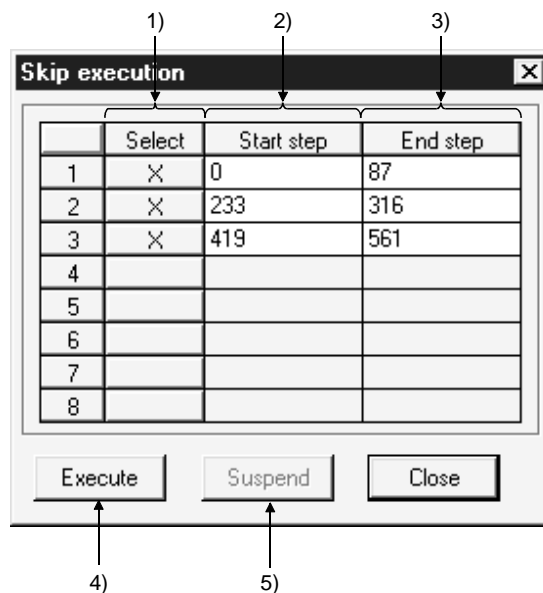 1) 2) 3)
Skip execution
Select Start step End step
1 X 0 87
2 X 233 316
3 X 419 561
4
5
6
7
8
Execute Suspend Close
4) 5)